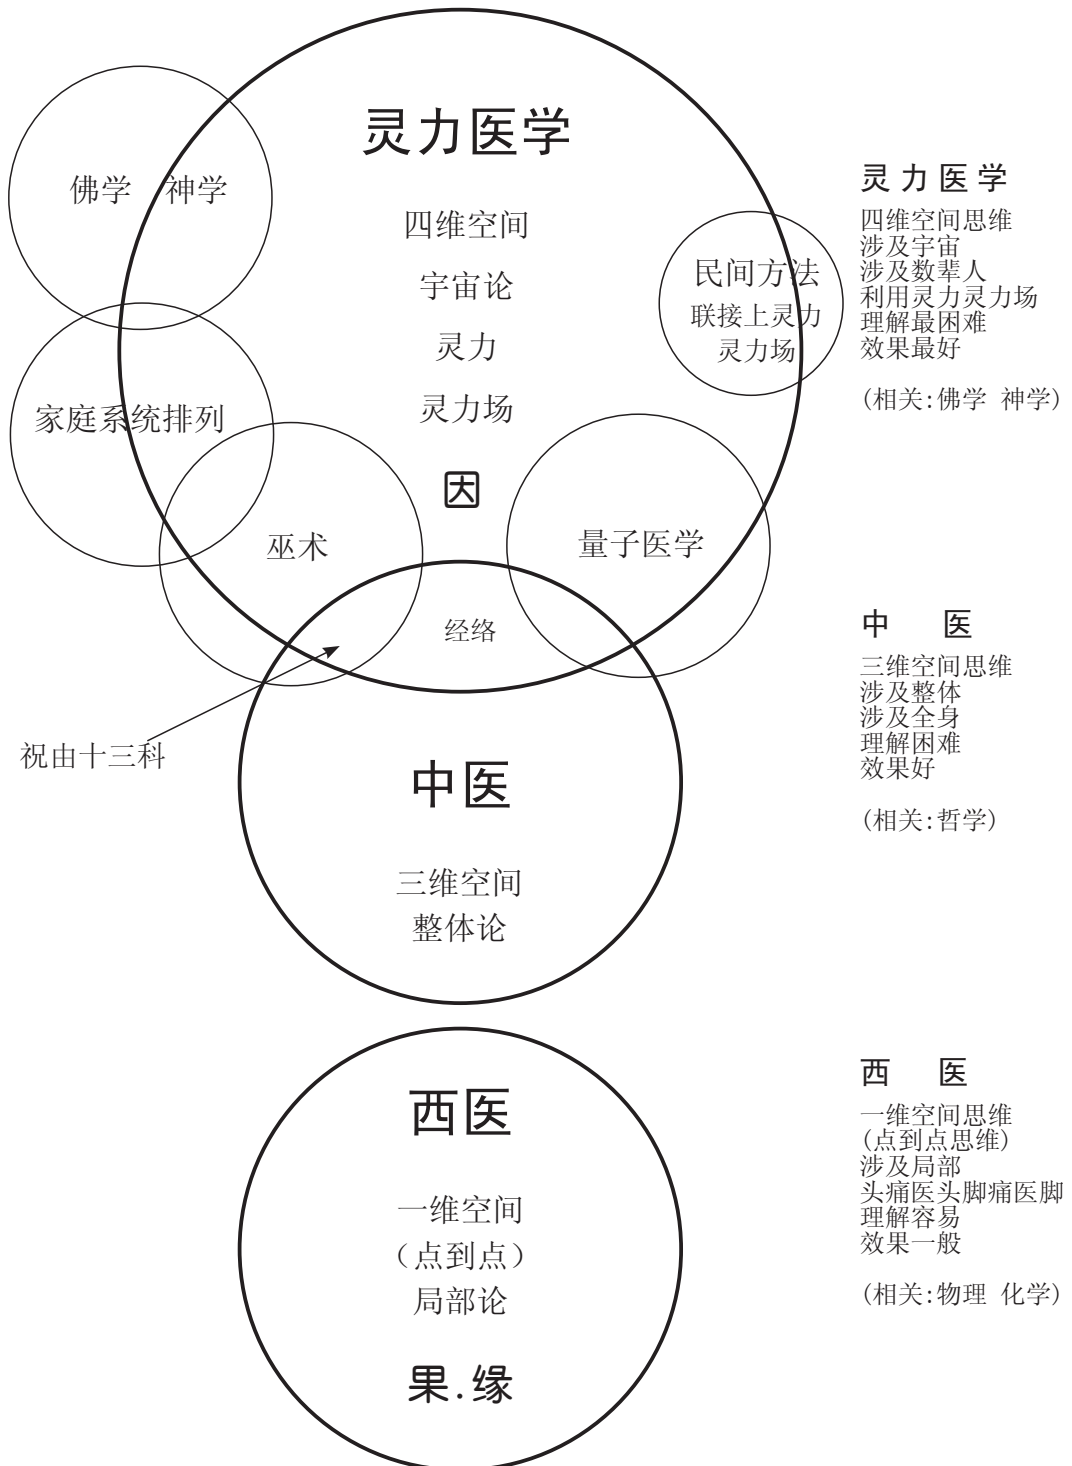 灵力医学
佛学 神学
四维空间
宇宙论
灵力
灵力场
因
民间方法
联接上灵力
灵力场
家庭系统排列
巫术
量子医学
经络
祝由十三科
中医
三维空间
整体论
西医
一维空间
（点到点）
局部论
果.缘
灵力医学
四维空间思维
涉及宇宙
涉及数辈人
利用灵力灵力场
理解最困难
效果最好
(相关:佛学 神学)
中 医
三维空间思维
涉及整体
涉及全身
理解困难
效果好
(相关:哲学)
西 医
一维空间思维
(点到点思维)
涉及局部
头痛医头脚痛医脚
理解容易
效果一般
(相关:物理 化学)